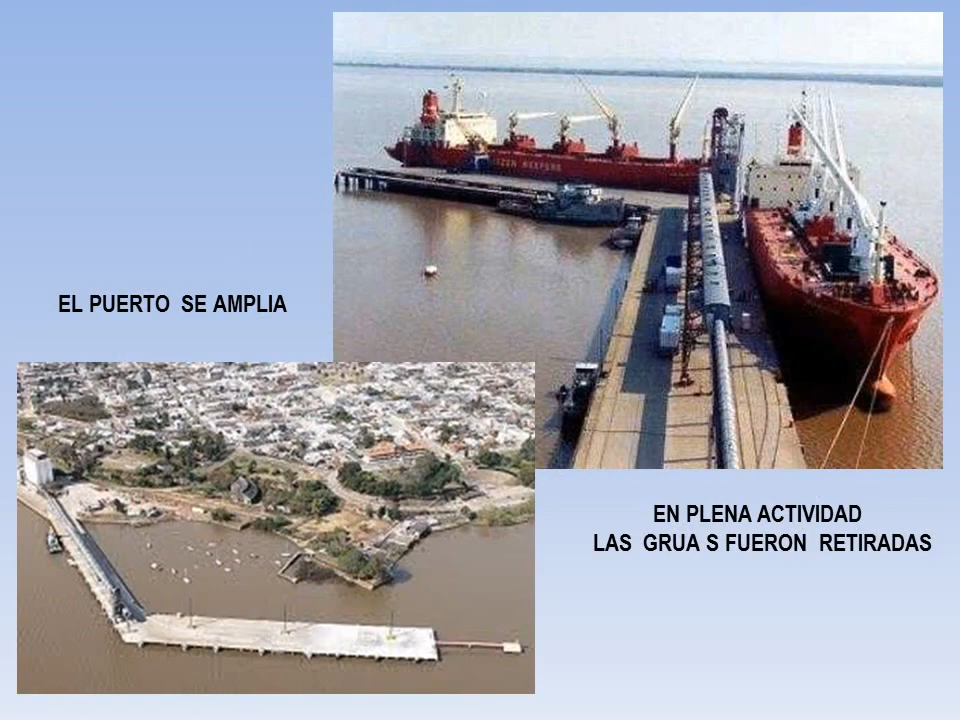 EL PUERTO SE AMPLIA
EN PLENA ACTIVIDAD
LAS GRUA S FUERON RETIRADAS